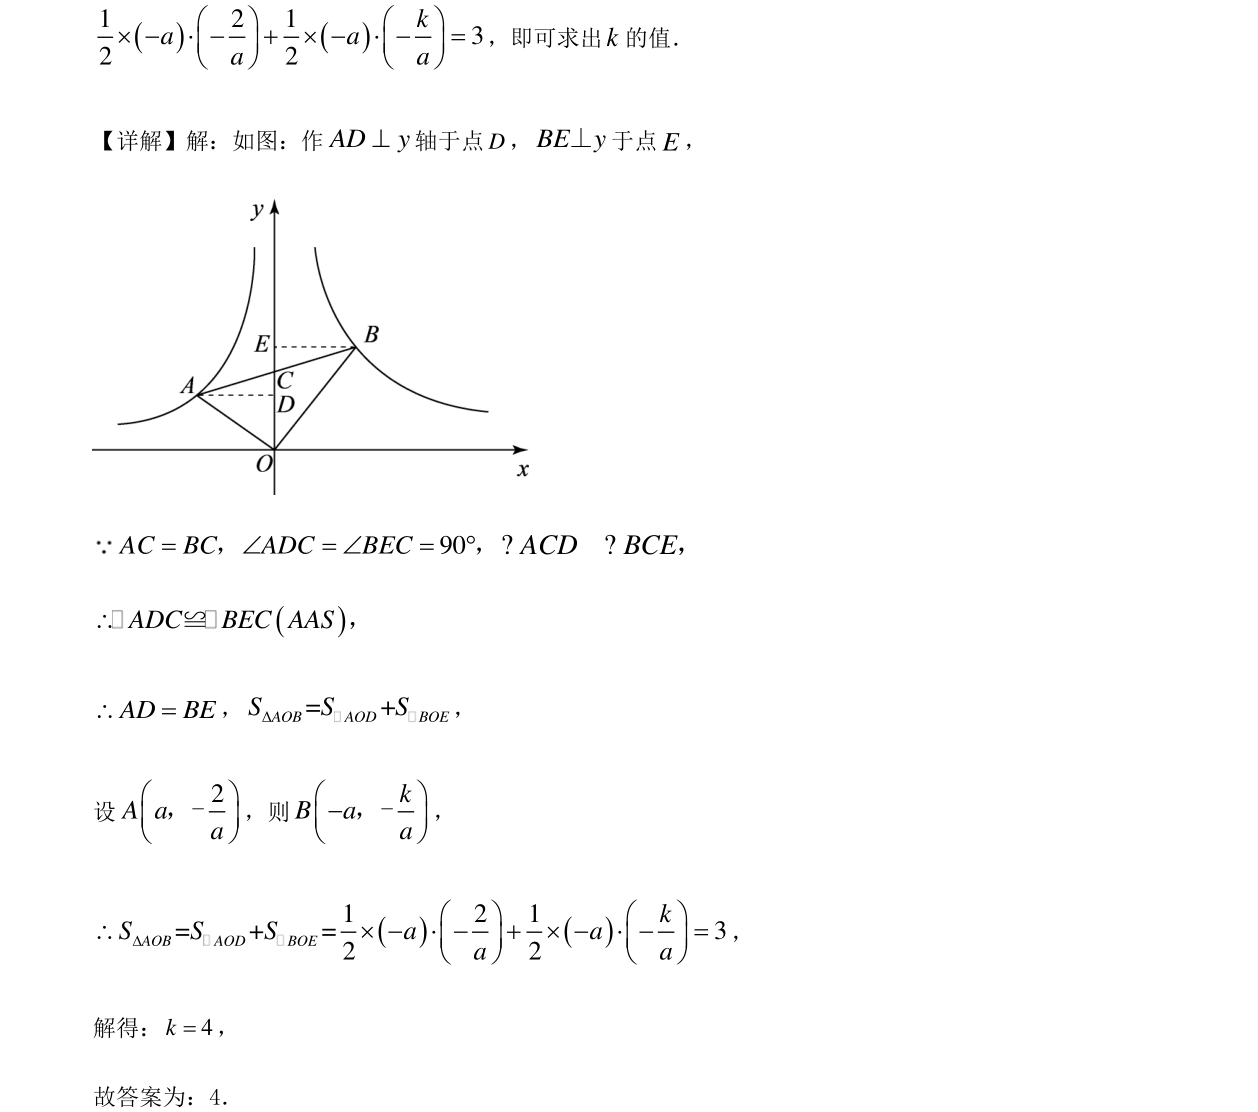 1/2×(−a)·(−2/a)+1/2×(−a)·(−k/a)=3，即可求出k的值．
【详解】解：如图：作AD⊥y轴于点D，BE⊥y于点E，
y
E
B
A
C
D
O
x
∵AC=BC，∠ADC=∠BEC=90°，?ACD ?BCE，
∴□ADC≌□BEC(AAS)，
∴AD=BE，S△AOB=S□AOD+S□BOE，
设A(a，−2/a)，则B(−a，−k/a)，
∴S△AOB=S□AOD+S□BOE=1/2×(−a)·(−2/a)+1/2×(−a)·(−k/a)=3，
解得：k=4，
故答案为：4．